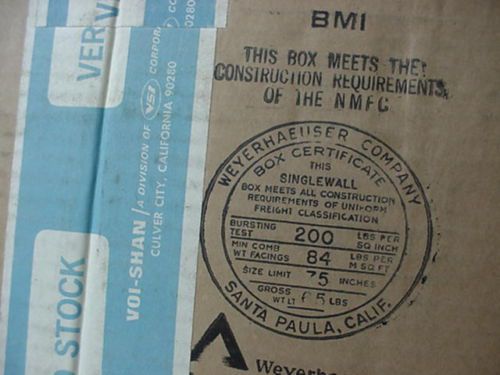 BMI
THIS BOX MEETS THE
CONSTRUCTION REQUIREMENTS
OF THE NMFC
WEYERHAEUSER COMPANY
BOX CERTIFICATE
THIS
SINGLEWALL
BOX MEETS ALL CONSTRUCTION
REQUIREMENTS OF UNIFORM
FREIGHT CLASSIFICATION
BURSTING TEST 200 LBS PER SQ INCH
MIN COMB WT FACINGS 84 LBS PER M SQ FT
SIZE LIMIT 75 INCHES
GROSS WT LT 65 LBS
SANTA PAULA, CALIF.
VOI-SHAN / A DIVISION OF VSI CORPORA
CULVER CITY, CALIFORNIA 90280
0280
VER
STOCK